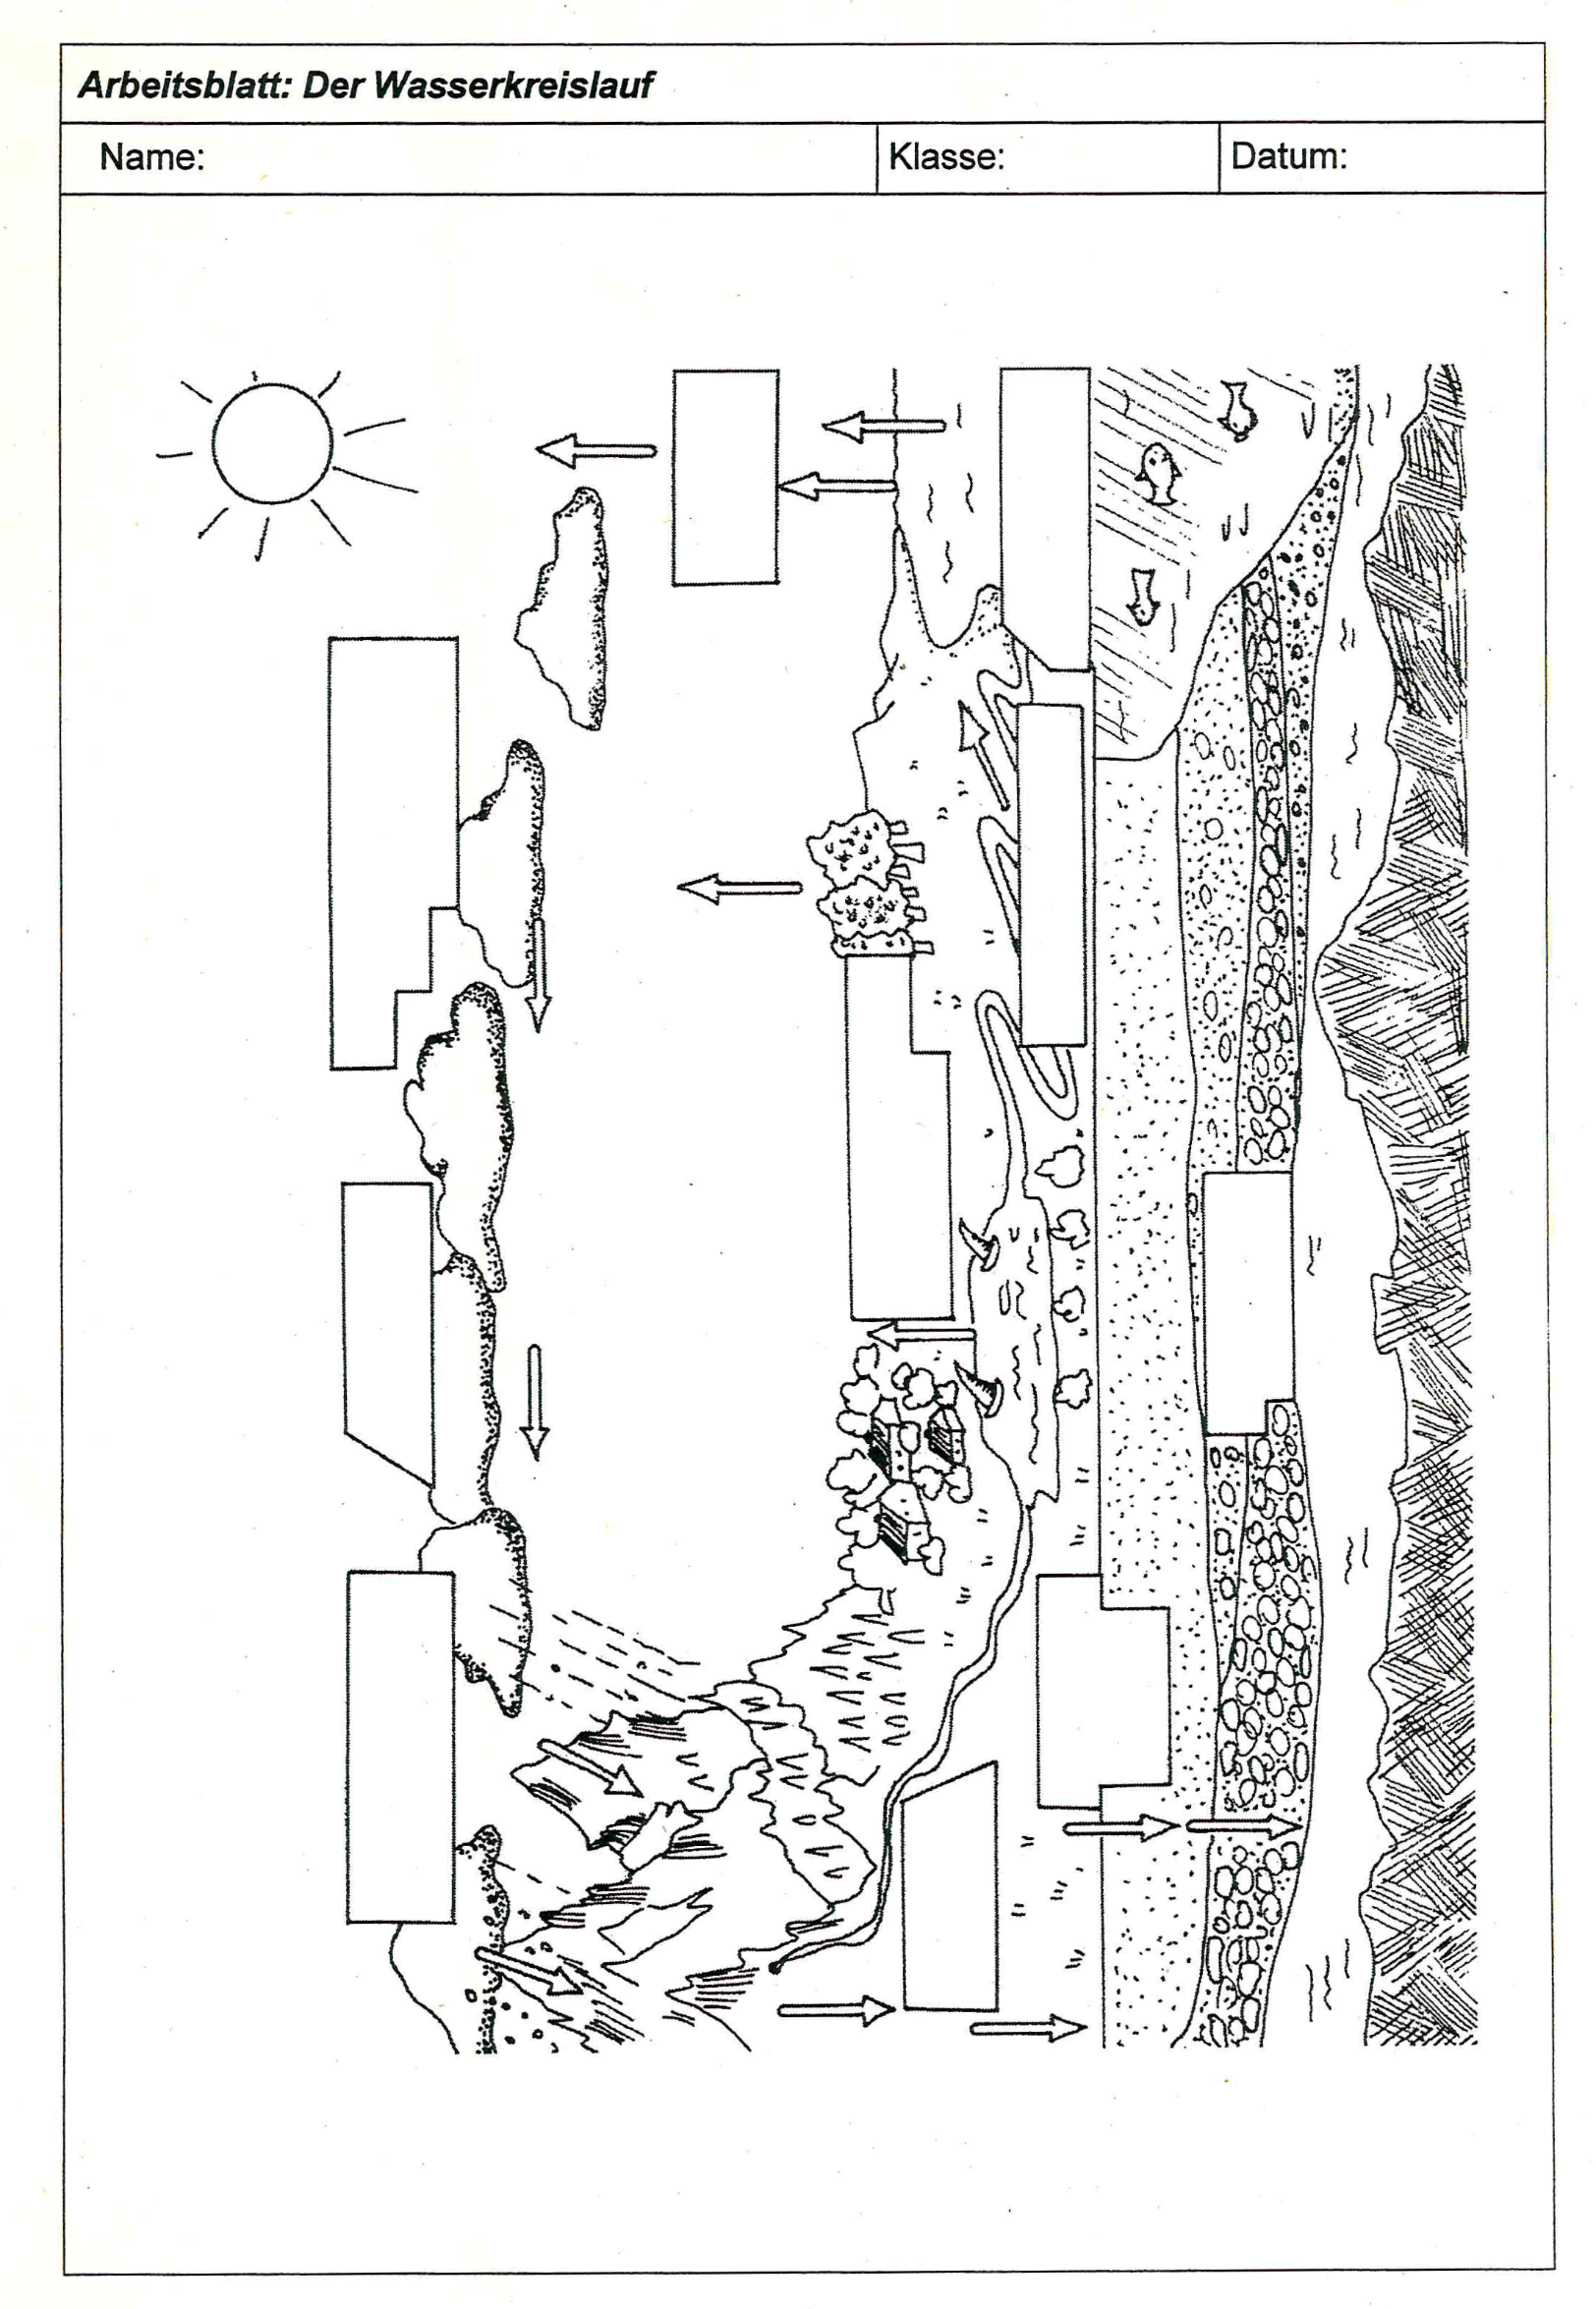 Arbeitsblatt: Der Wasserkreislauf
Name:
Klasse:
Datum: